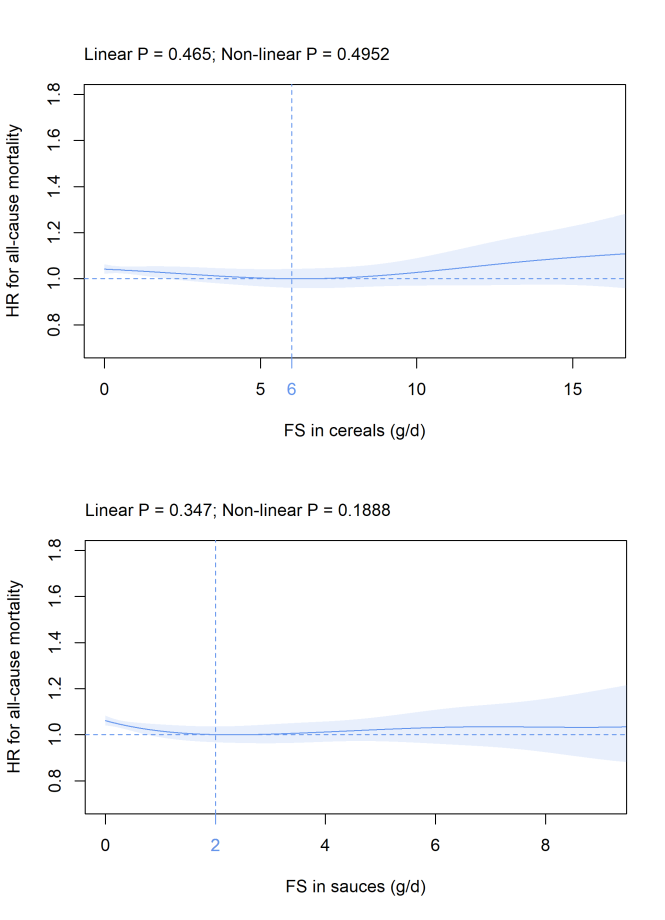 Linear P = 0.465; Non-linear P = 0.4952
HR for all-cause mortality
1.8
1.6
1.4
1.2
1.0
0.8
0 5 6 10 15
FS in cereals (g/d)
Linear P = 0.347; Non-linear P = 0.1888
HR for all-cause mortality
1.8
1.6
1.4
1.2
1.0
0.8
0 2 4 6 8
FS in sauces (g/d)